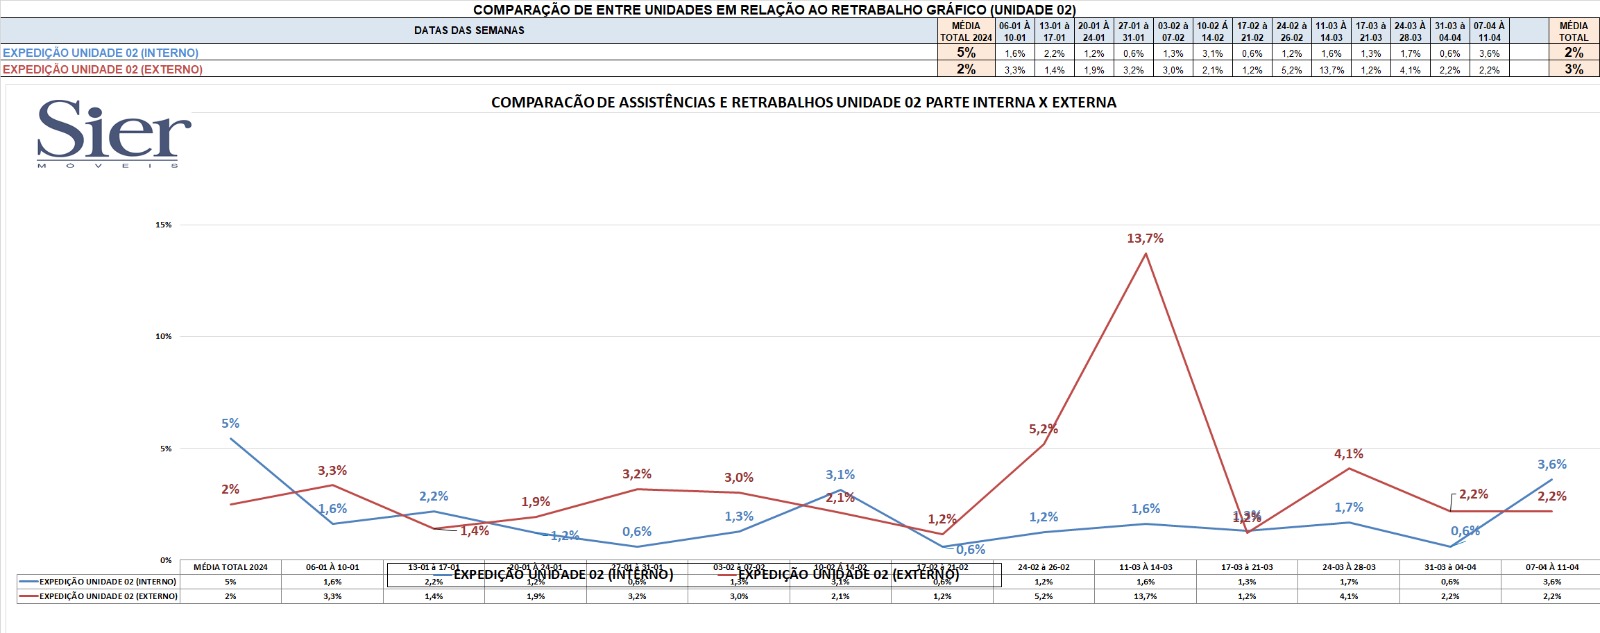 COMPARAÇÃO DE ENTRE UNIDADES EM RELAÇÃO AO RETRABALHO GRÁFICO (UNIDADE 02)
DATAS DAS SEMANAS MÉDIA TOTAL 2024 06-01 À 10-01 13-01 à 17-01 20-01 À 24-01 27-01 à 31-01 03-02 à 07-02 10-02 Á 14-02 17-02 à 21-02 24-02 à 26-02 11-03 À 14-03 17-03 à 21-03 24-03 À 28-03 31-03 à 04-04 07-04 À 11-04 MÉDIA TOTAL
EXPEDIÇÃO UNIDADE 02 (INTERNO) 5% 1,6% 2,2% 1,2% 0,6% 1,3% 3,1% 0,6% 1,2% 1,6% 1,3% 1,7% 0,6% 3,6% 2%
EXPEDIÇÃO UNIDADE 02 (EXTERNO) 2% 3,3% 1,4% 1,9% 3,2% 3,0% 2,1% 1,2% 5,2% 13,7% 1,2% 4,1% 2,2% 2,2% 3%
COMPARACÃO DE ASSISTÊNCIAS E RETRABALHOS UNIDADE 02 PARTE INTERNA X EXTERNA
Sier
MÓVEIS
15%
13,7%
10%
5%
5%
5,2%
4,1%
3,6%
3,3%
3,2%
3,0%
3,1%
2%
2,2%
2,1%
2,2%
2,2%
1,6%
1,9%
1,3%
1,2%
1,2%
1,6%
1,3%
1,2%
1,7%
1,4%
1,2%
0,6%
0,6%
0,6%
0%
MÉDIA TOTAL 2024 06-01 À 10-01 13-01 à 17-01 20-01 À 24-01 27-01 à 31-01 03-02 à 07-02 10-02 Á 14-02 17-02 à 21-02 24-02 à 26-02 11-03 À 14-03 17-03 à 21-03 24-03 À 28-03 31-03 à 04-04 07-04 À 11-04
EXPEDIÇÃO UNIDADE 02 (INTERNO) EXPEDIÇÃO UNIDADE 02 (EXTERNO)
EXPEDIÇÃO UNIDADE 02 (INTERNO) 5% 1,6% 2,2% 1,2% 0,6% 1,3% 3,1% 0,6% 1,2% 1,6% 1,3% 1,7% 0,6% 3,6%
EXPEDIÇÃO UNIDADE 02 (EXTERNO) 2% 3,3% 1,4% 1,9% 3,2% 3,0% 2,1% 1,2% 5,2% 13,7% 1,2% 4,1% 2,2% 2,2%